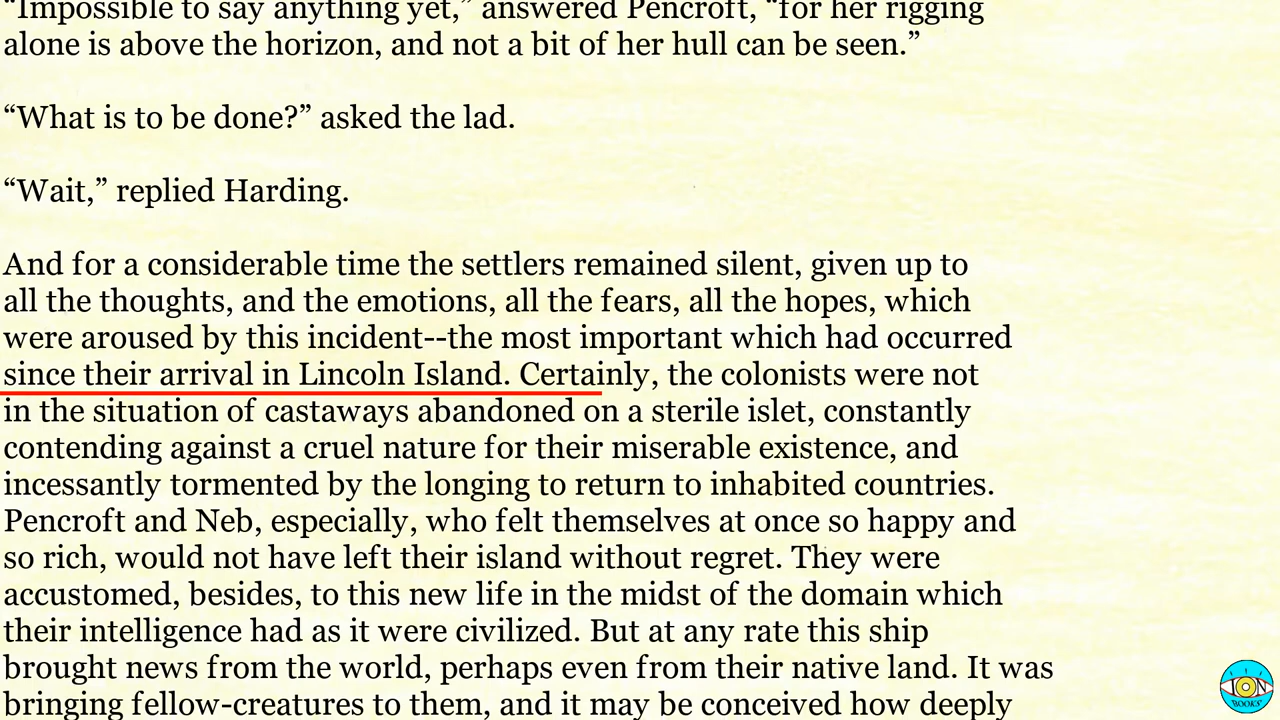 “Impossible to say anything yet,” answered Pencroft, “for her rigging
alone is above the horizon, and not a bit of her hull can be seen.”
“What is to be done?” asked the lad.
“Wait,” replied Harding.
And for a considerable time the settlers remained silent, given up to
all the thoughts, and the emotions, all the fears, all the hopes, which
were aroused by this incident--the most important which had occurred
since their arrival in Lincoln Island. Certainly, the colonists were not
in the situation of castaways abandoned on a sterile islet, constantly
contending against a cruel nature for their miserable existence, and
incessantly tormented by the longing to return to inhabited countries.
Pencroft and Neb, especially, who felt themselves at once so happy and
so rich, would not have left their island without regret. They were
accustomed, besides, to this new life in the midst of the domain which
their intelligence had as it were civilized. But at any rate this ship
brought news from the world, perhaps even from their native land. It was
bringing fellow-creatures to them, and it may be conceived how deeply
ION
BOOKS